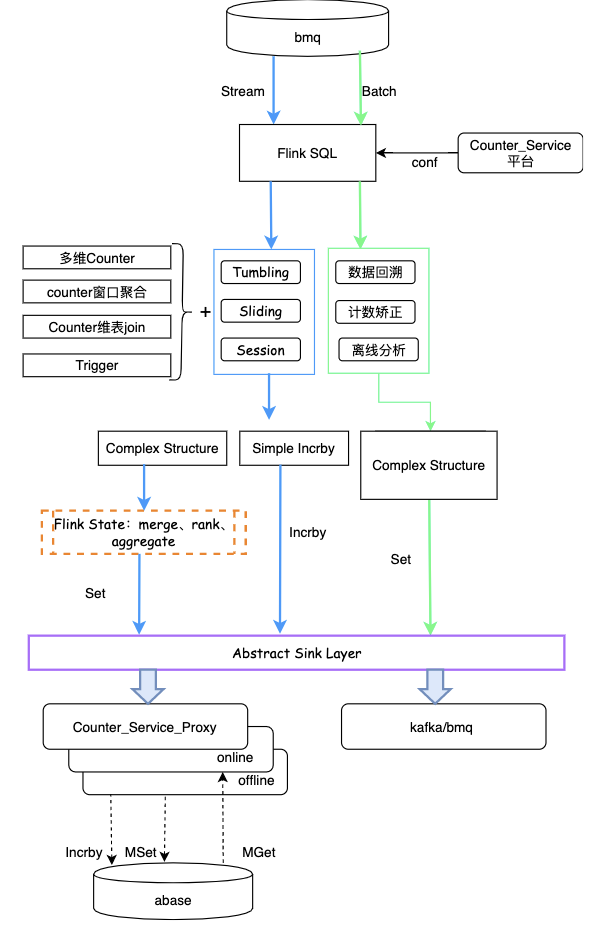 bmq
Stream
Batch
Flink SQL
conf
Counter_Service
平台
多维Counter
counter窗口聚合
Counter维表join
Trigger
+
Tumbling
Sliding
Session
数据回溯
计数矫正
离线分析
Complex Structure
Simple Incrby
Complex Structure
Flink State：merge、rank、
aggregate
Incrby
Set
Set
Abstract Sink Layer
Counter_Service_Proxy
online
offline
kafka/bmq
Incrby
MSet
MGet
abase